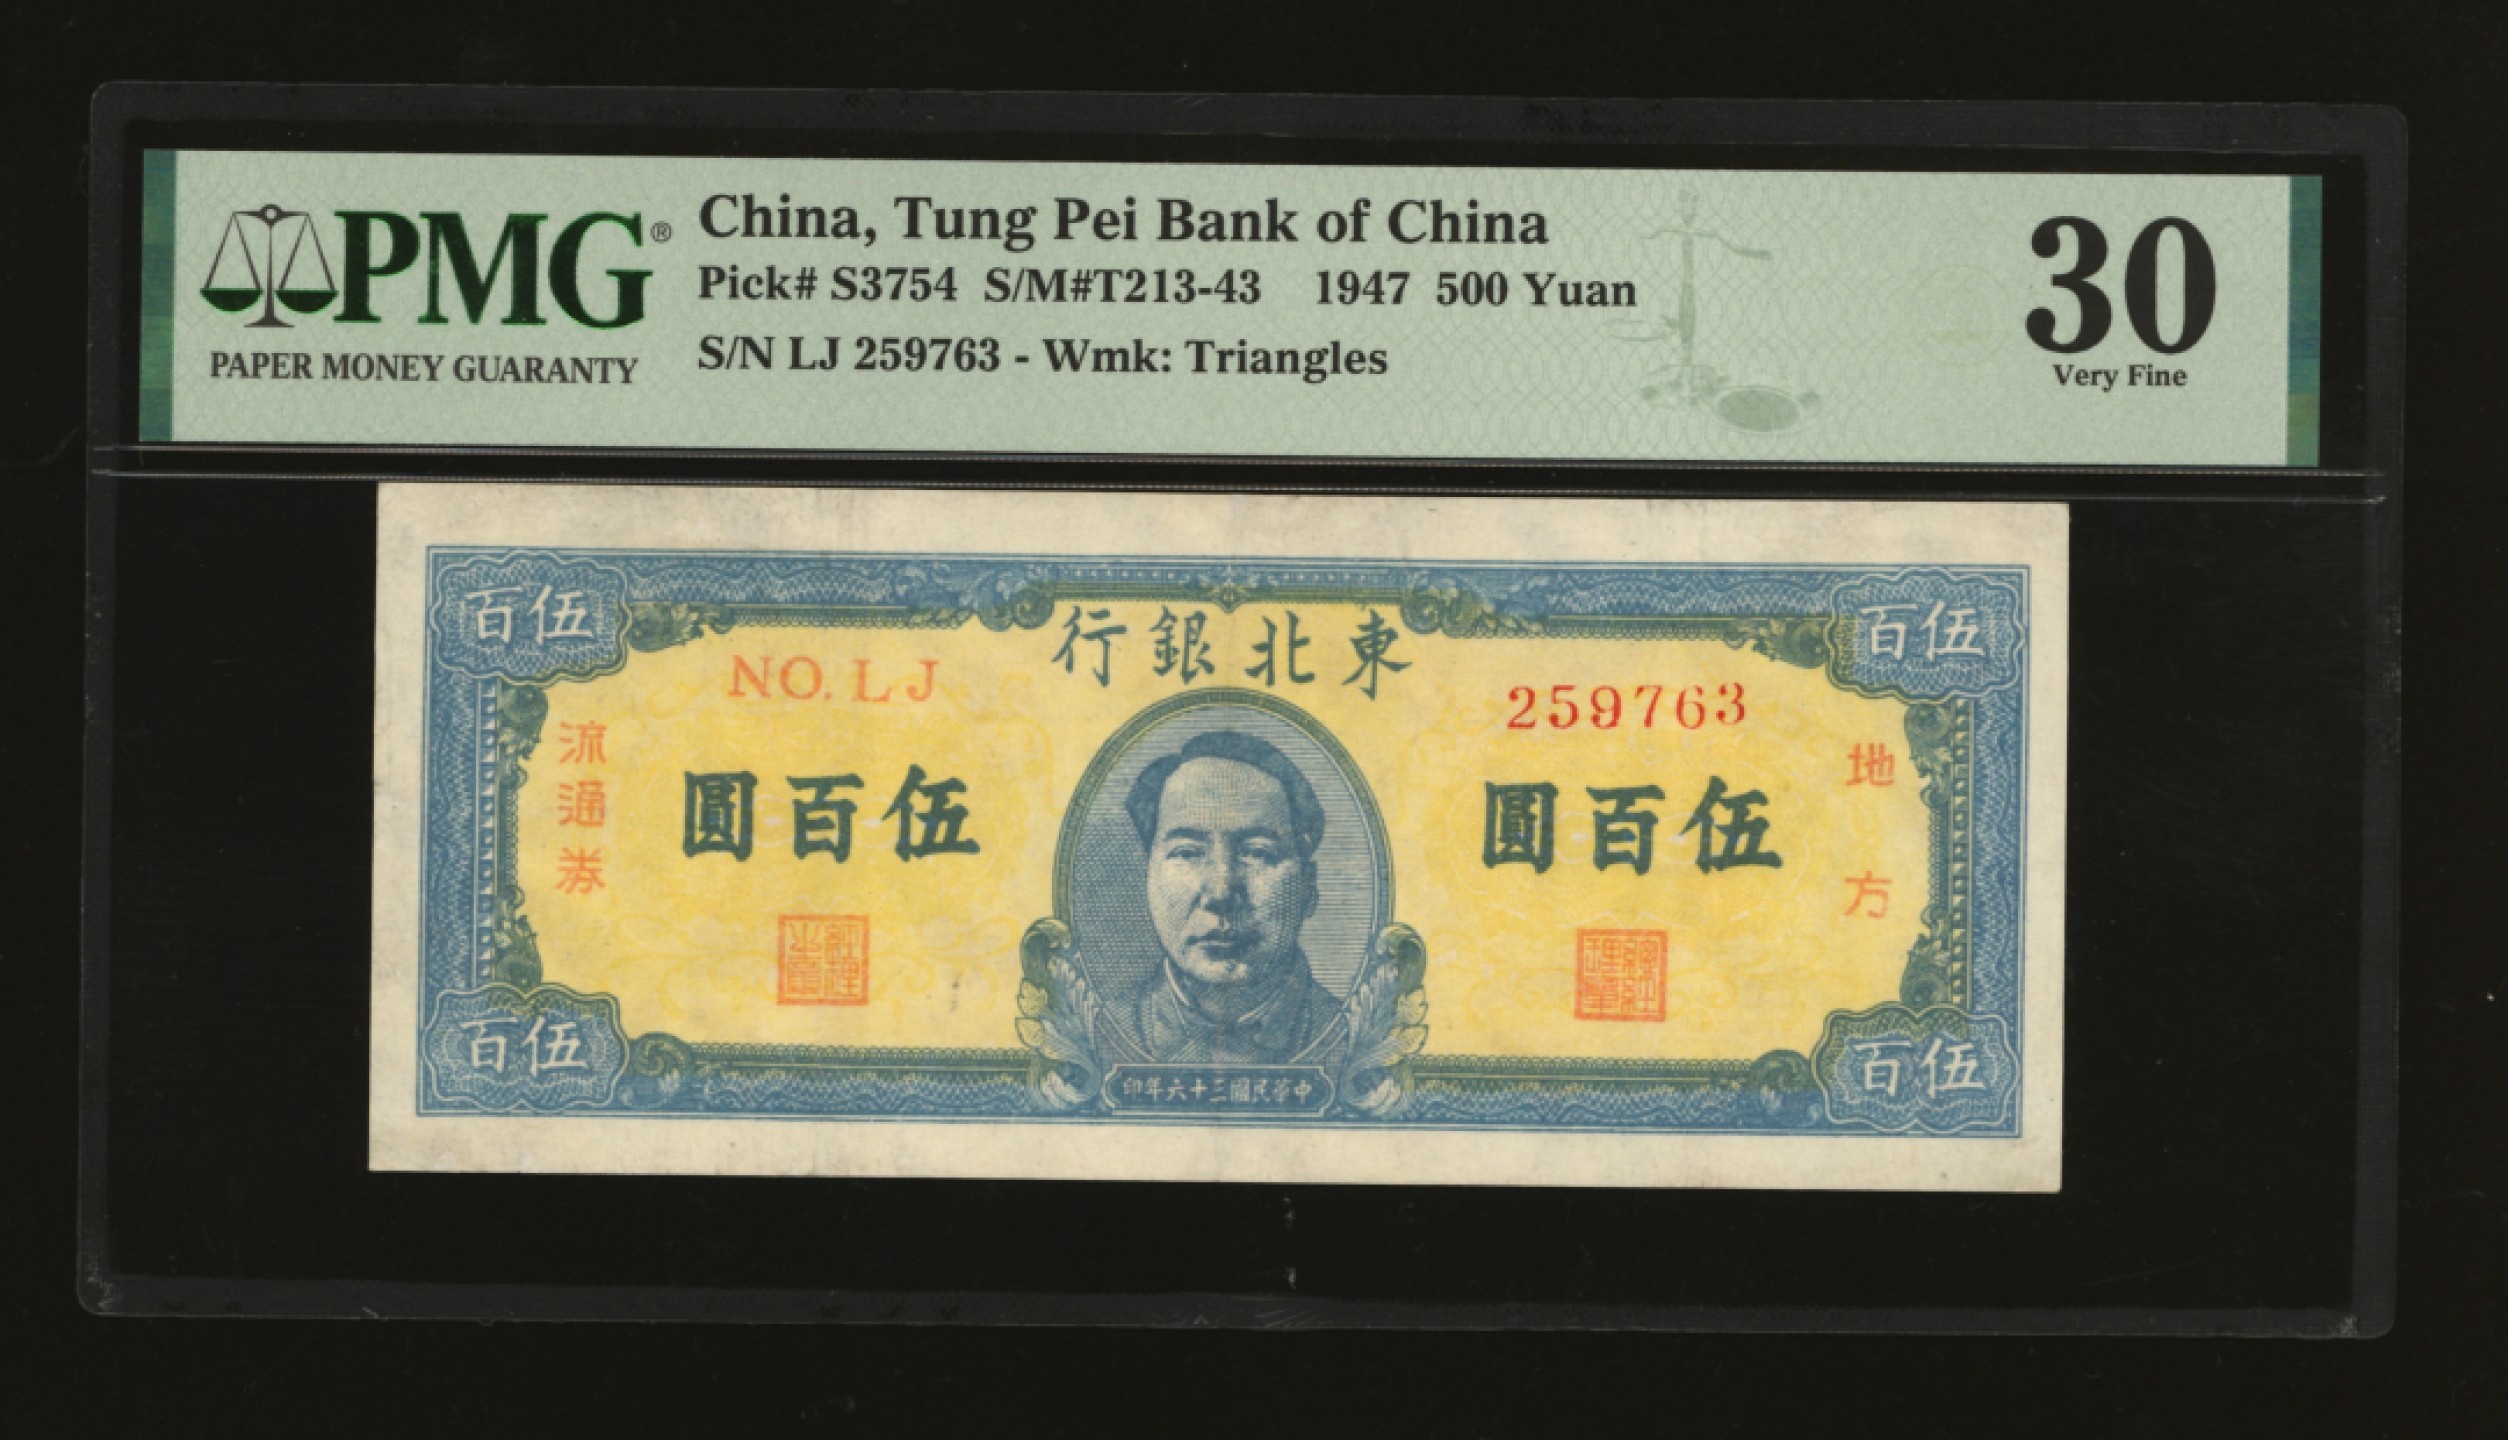 PMG®
PAPER MONEY GUARANTY
China, Tung Pei Bank of China
Pick# S3754 S/M#T213-43 1947 500 Yuan
S/N LJ 259763 - Wmk: Triangles
30
Very Fine
百伍
百伍
行銀北東
NO. LJ
259763
流通券
圓百伍
圓百伍
地方
百伍
印年六十三國民華中
百伍